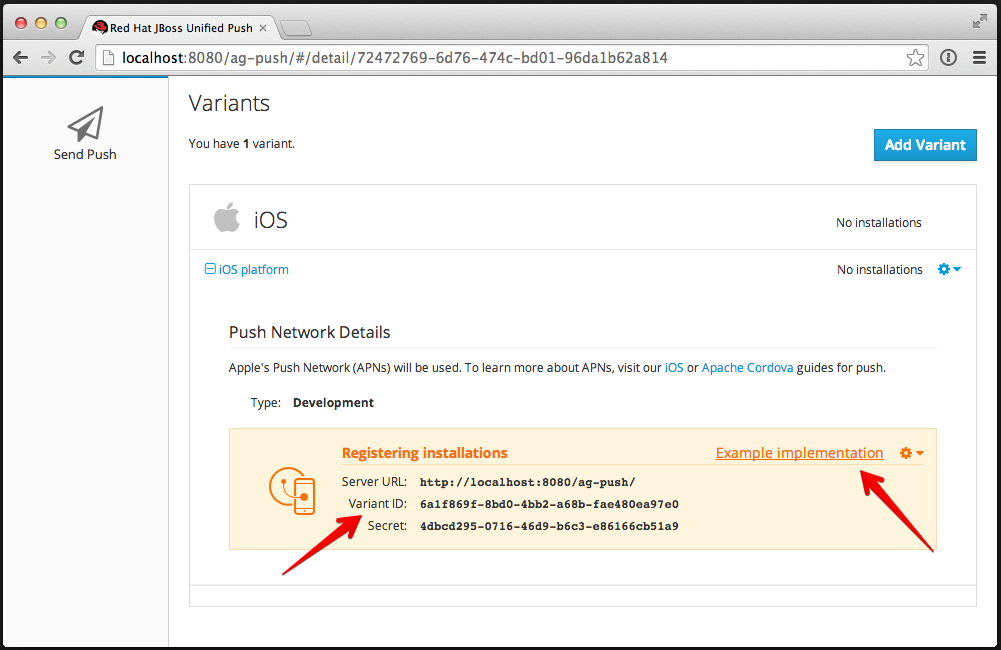 Red Hat JBoss Unified Push
localhost:8080/ag-push/#/detail/72472769-6d76-474c-bd01-96da1b62a814
Send Push
Variants
You have 1 variant.
Add Variant
iOS
No installations
iOS platform
No installations
Push Network Details
Apple's Push Network (APNs) will be used. To learn more about APNs, visit our iOS or Apache Cordova guides for push.
Type: Development
Registering installations
Example implementation
Server URL: http://localhost:8080/ag-push/
Variant ID: 6a1f869f-8bd0-4bb2-a68b-fae480ea97e0
Secret: 4dbcd295-0716-46d9-b6c3-e86166cb51a9